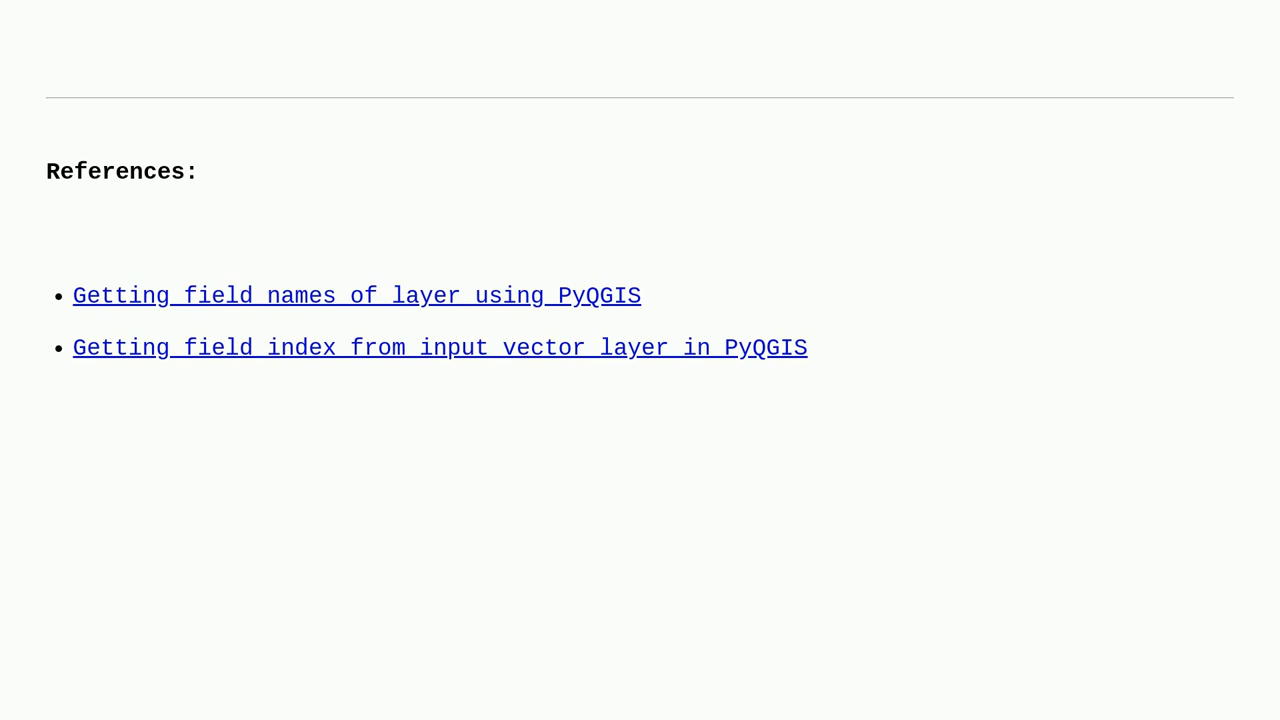 References:
Getting field names of layer using PyQGIS
Getting field index from input vector layer in PyQGIS